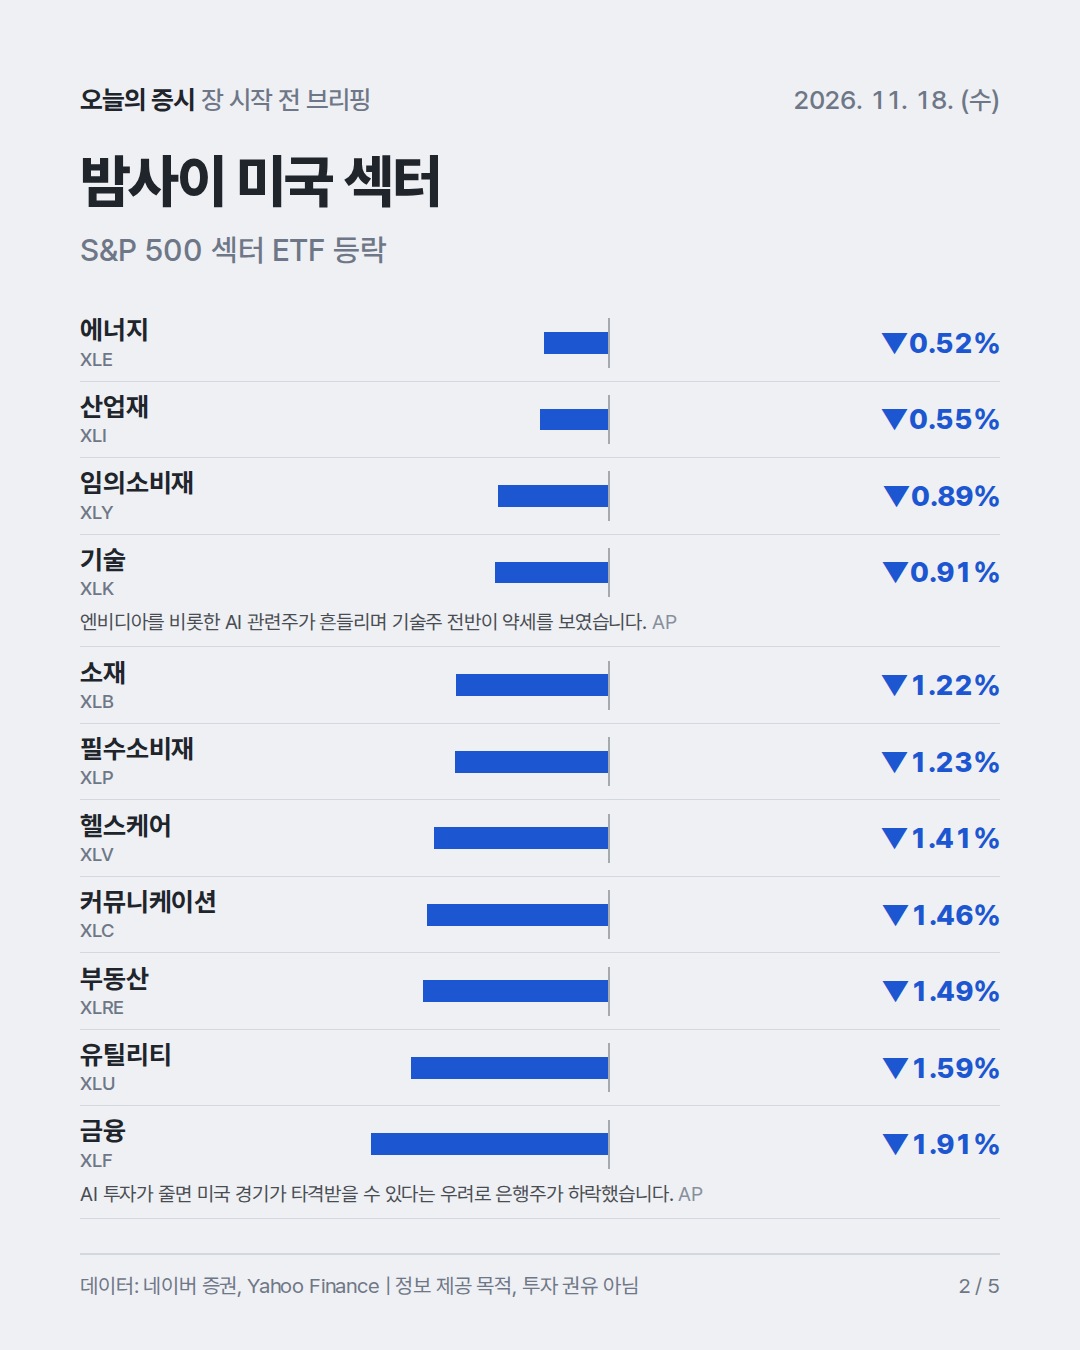 오늘의 증시 장 시작 전 브리핑
2026. 11. 18. (수)
밤사이 미국 섹터
S&P 500 섹터 ETF 등락
에너지
XLE
▼0.52%
산업재
XLI
▼0.55%
임의소비재
XLY
▼0.89%
기술
XLK
▼0.91%
엔비디아를 비롯한 AI 관련주가 흔들리며 기술주 전반이 약세를 보였습니다. AP
소재
XLB
▼1.22%
필수소비재
XLP
▼1.23%
헬스케어
XLV
▼1.41%
커뮤니케이션
XLC
▼1.46%
부동산
XLRE
▼1.49%
유틸리티
XLU
▼1.59%
금융
XLF
▼1.91%
AI 투자가 줄면 미국 경기가 타격받을 수 있다는 우려로 은행주가 하락했습니다. AP
데이터: 네이버 증권, Yahoo Finance | 정보 제공 목적, 투자 권유 아님
2 / 5